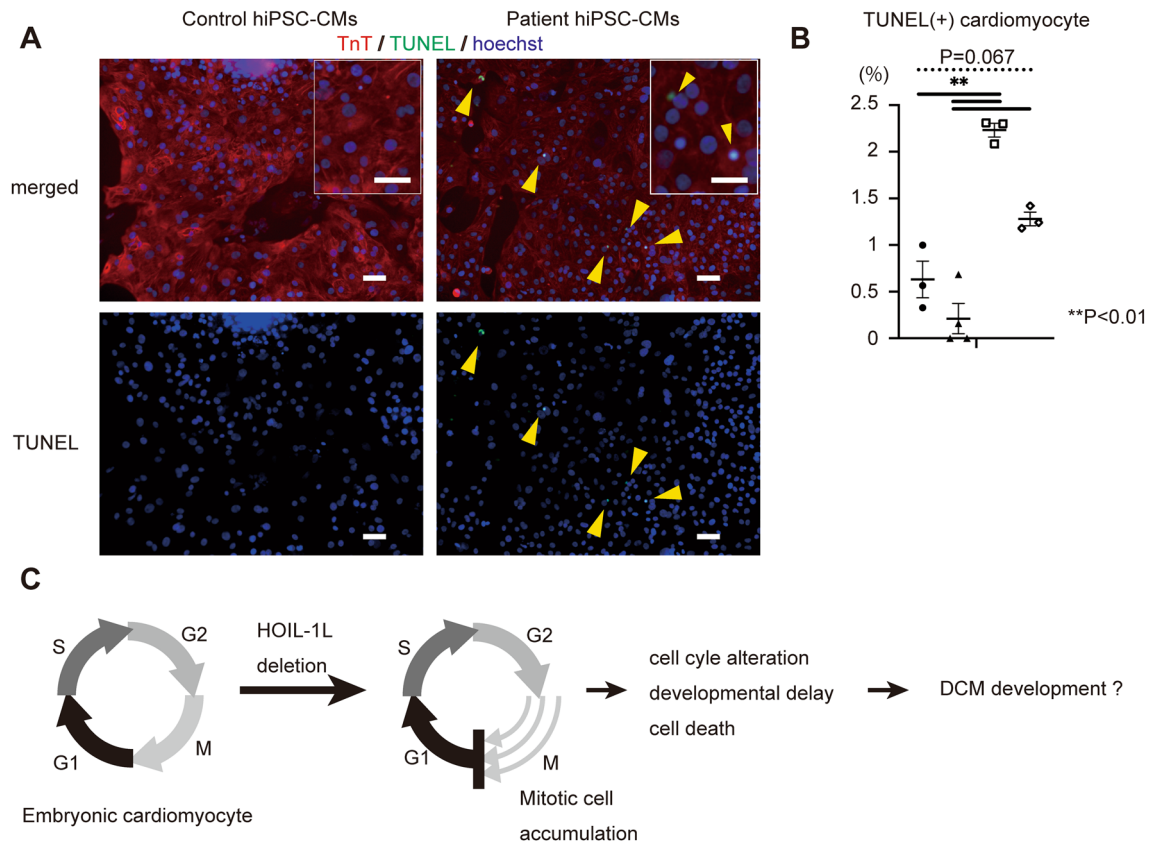 Control hiPSC-CMs
Patient hiPSC-CMs
A
TnT / TUNEL / hoechst
merged
TUNEL
B
TUNEL(+) cardiomyocyte
P=0.067
(%)
**
2.5
2
1.5
1
0.5
0
**P<0.01
C
S
G2
G1
M
Embryonic cardiomyocyte
HOIL-1L
deletion
S
G2
G1
M
Mitotic cell
accumulation
cell cyle alteration
developmental delay
cell death
DCM development ?